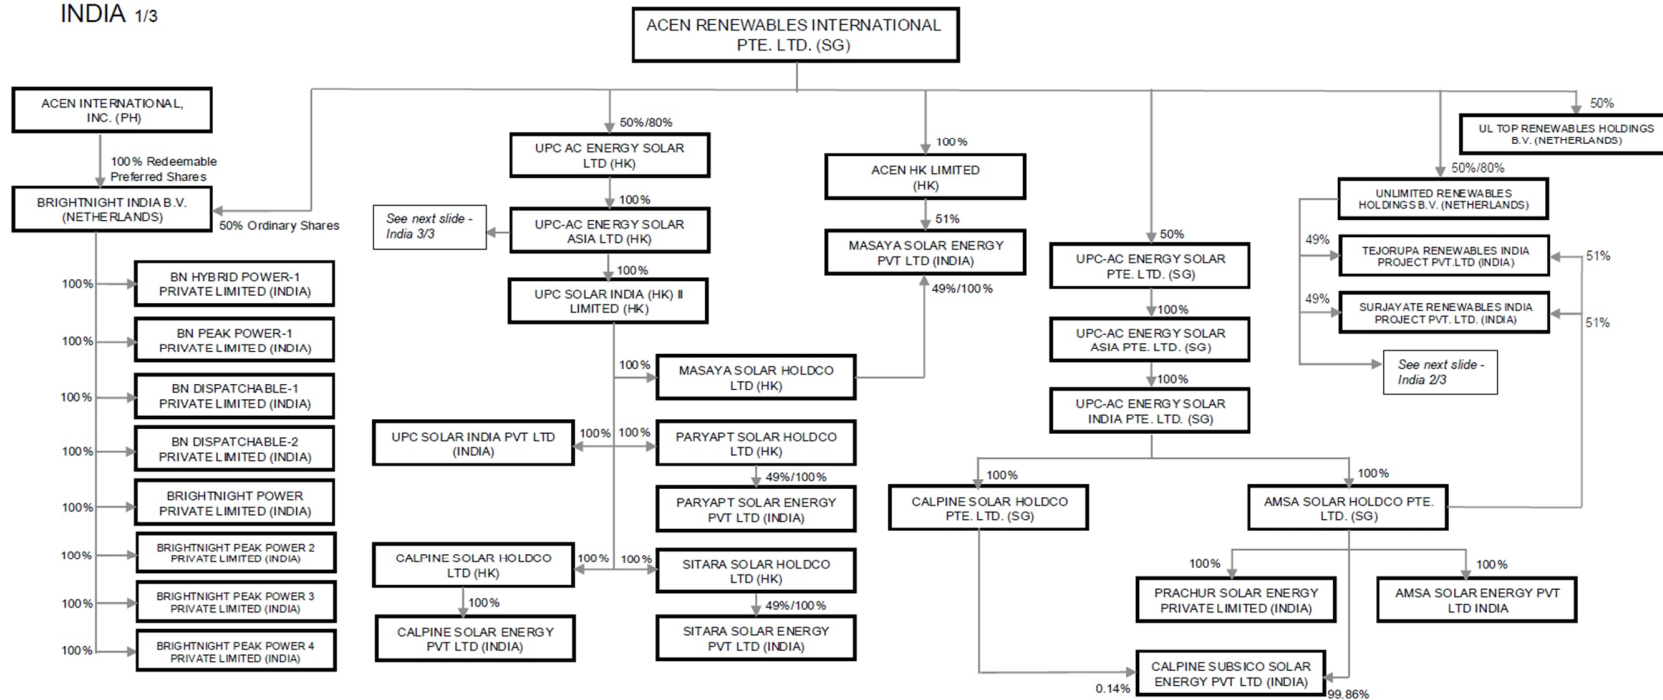 INDIA 1/3
ACEN RENEWABLES INTERNATIONAL
PTE. LTD. (SG)
ACEN INTERNATIONAL,
INC. (PH)
100% Redeemable
Preferred Shares
BRIGHTNIGHT INDIA B.V.
(NETHERLANDS)
50% Ordinary Shares
100%
BN HYBRID POWER-1
PRIVATE LIMITED (INDIA)
100%
BN PEAK POWER-1
PRIVATE LIMITED (INDIA)
100%
BN DISPATCHABLE-1
PRIVATE LIMITED (INDIA)
100%
BN DISPATCHABLE-2
PRIVATE LIMITED (INDIA)
100%
BRIGHTNIGHT POWER
PRIVATE LIMITED (INDIA)
100%
BRIGHTNIGHT PEAK POWER 2
PRIVATE LIMITED (INDIA)
100%
BRIGHTNIGHT PEAK POWER 3
PRIVATE LIMITED (INDIA)
100%
BRIGHTNIGHT PEAK POWER 4
PRIVATE LIMITED (INDIA)
50%/80%
UPC AC ENERGY SOLAR
LTD (HK)
100%
See next slide -
India 3/3
UPC-AC ENERGY SOLAR
ASIA LTD (HK)
100%
UPC SOLAR INDIA (HK) II
LIMITED (HK)
100%
MASAYA SOLAR HOLDCO
LTD (HK)
UPC SOLAR INDIA PVT LTD
(INDIA)
100%
100%
PARYAPT SOLAR HOLDCO
LTD (HK)
49%/100%
PARYAPT SOLAR ENERGY
PVT LTD (INDIA)
CALPINE SOLAR HOLDCO
LTD (HK)
100%
100%
SITARA SOLAR HOLDCO
LTD (HK)
100%
CALPINE SOLAR ENERGY
PVT LTD (INDIA)
49%/100%
SITARA SOLAR ENERGY
PVT LTD (INDIA)
100%
ACEN HK LIMITED
(HK)
51%
MASAYA SOLAR ENERGY
PVT LTD (INDIA)
49%/100%
50%
UPC-AC ENERGY SOLAR
PTE. LTD. (SG)
100%
UPC-AC ENERGY SOLAR
ASIA PTE. LTD. (SG)
100%
UPC-AC ENERGY SOLAR
INDIA PTE. LTD. (SG)
100%
CALPINE SOLAR HOLDCO
PTE. LTD. (SG)
100%
AMSA SOLAR HOLDCO PTE.
LTD. (SG)
100%
PRACHUR SOLAR ENERGY
PRIVATE LIMITED (INDIA)
100%
AMSA SOLAR ENERGY PVT
LTD INDIA
0.14%
CALPINE SUBSICO SOLAR
ENERGY PVT LTD (INDIA)
99.86%
50%
UL TOP RENEWABLES HOLDINGS
B.V. (NETHERLANDS)
50%/80%
UNLIMITED RENEWABLES
HOLDINGS B.V. (NETHERLANDS)
49%
TEJORUPA RENEWABLES INDIA
PROJECT PVT.LTD (INDIA)
51%
49%
SURJAYATE RENEWABLES INDIA
PROJECT PVT. LTD. (INDIA)
51%
See next slide -
India 2/3